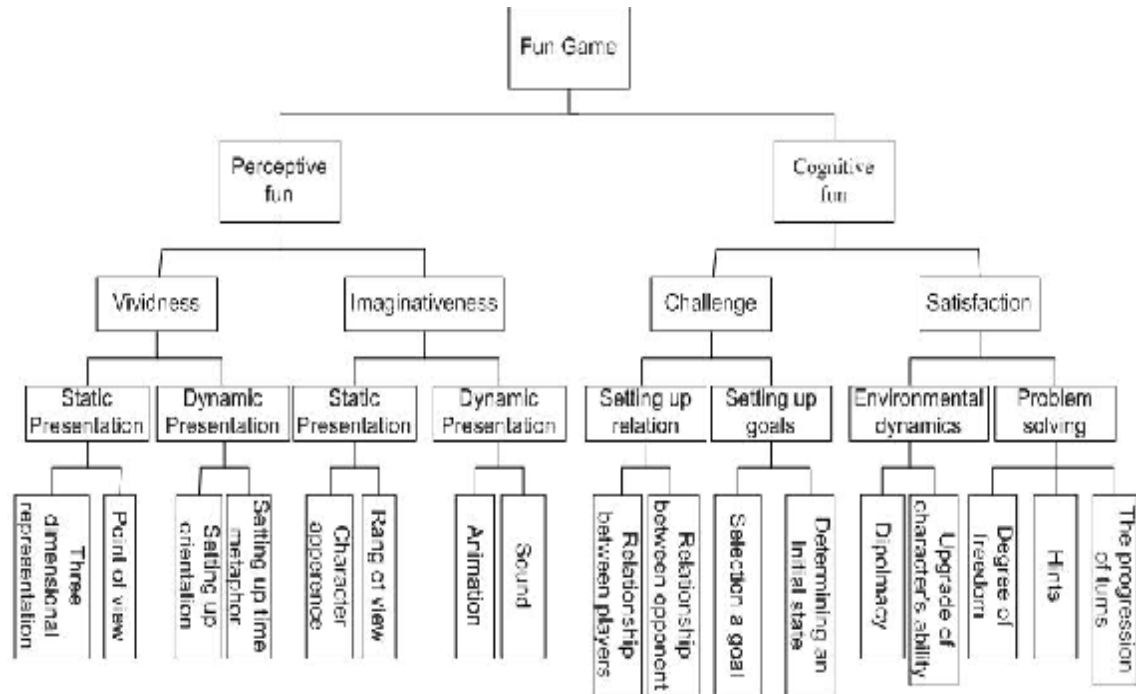 Fun Game
Perceptive
fun
Cognitive
fun
Vividness
Imaginativeness
Challenge
Satisfaction
Static
Presentation
Dynamic
Presentation
Static
Presentation
Dynamic
Presentation
Setting up
relation
Setting up
goals
Environmental
dynamics
Problem
solving
Three
dimensional
representation
Point of view
Setting up
orientation
Setting up time
metaphor
Character
apperence
Rang of view
Animation
Sound
Relationship
between players
Relationship
between opponent
Selection a goal
Determining an
Initial state
Dipolmacy
Upgrade of
character's ability
Degree of
freedom
Hints
The progression
of turns